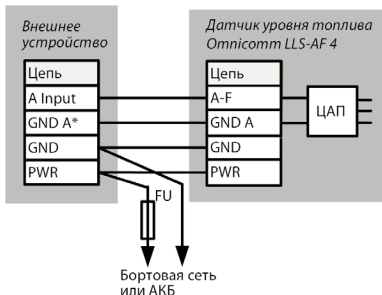 Внешнее
устройство
Датчик уровня топлива
Omnicomm LLS-AF 4
Цепь
A Input
GND A*
GND
PWR
Цепь
A-F
GND A
GND
PWR
ЦАП
FU
Бортовая сеть
или АКБ